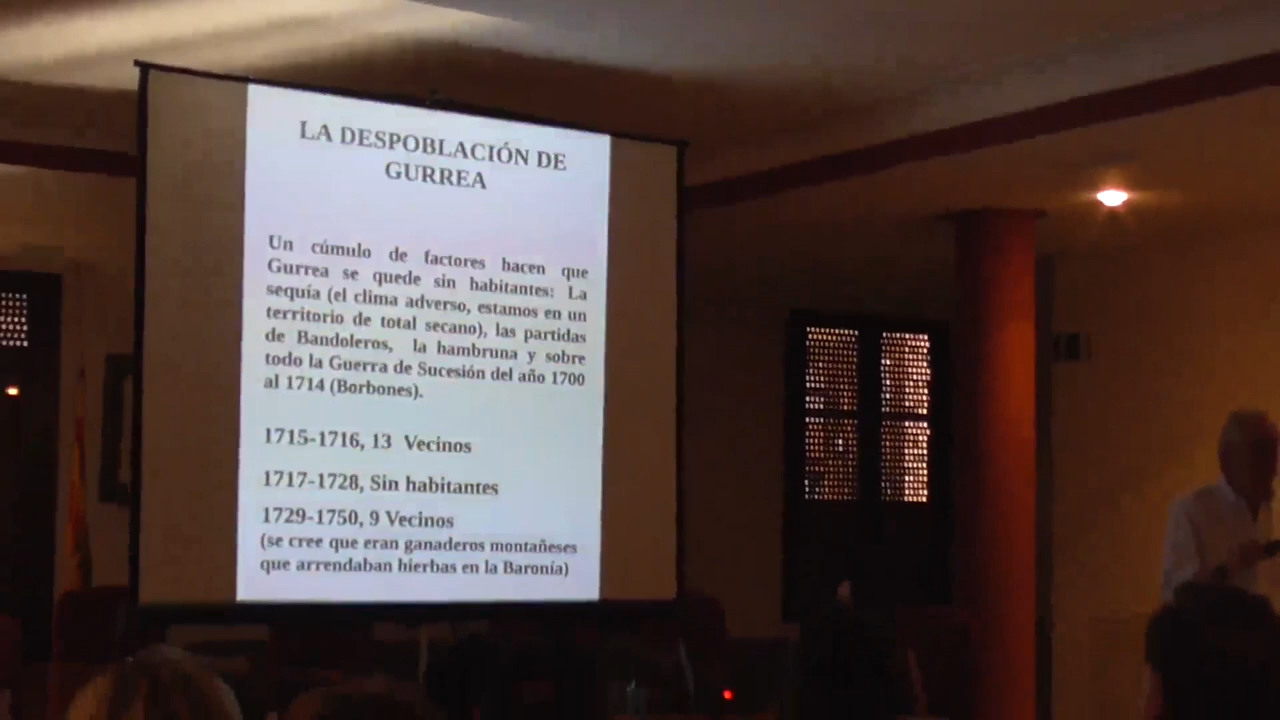 LA DESPOBLACIÓN DE
GURREA
Un cúmulo de factores hacen que
Gurrea se quede sin habitantes: La
sequía (el clima adverso, estamos en un
territorio de total secano), las partidas
de Bandoleros, la hambruna y sobre
todo la Guerra de Sucesión del año 1700
al 1714 (Borbones).
1715-1716, 13 Vecinos
1717-1728, Sin habitantes
1729-1750, 9 Vecinos
(se cree que eran ganaderos montañeses
que arrendaban hierbas en la Baronía)